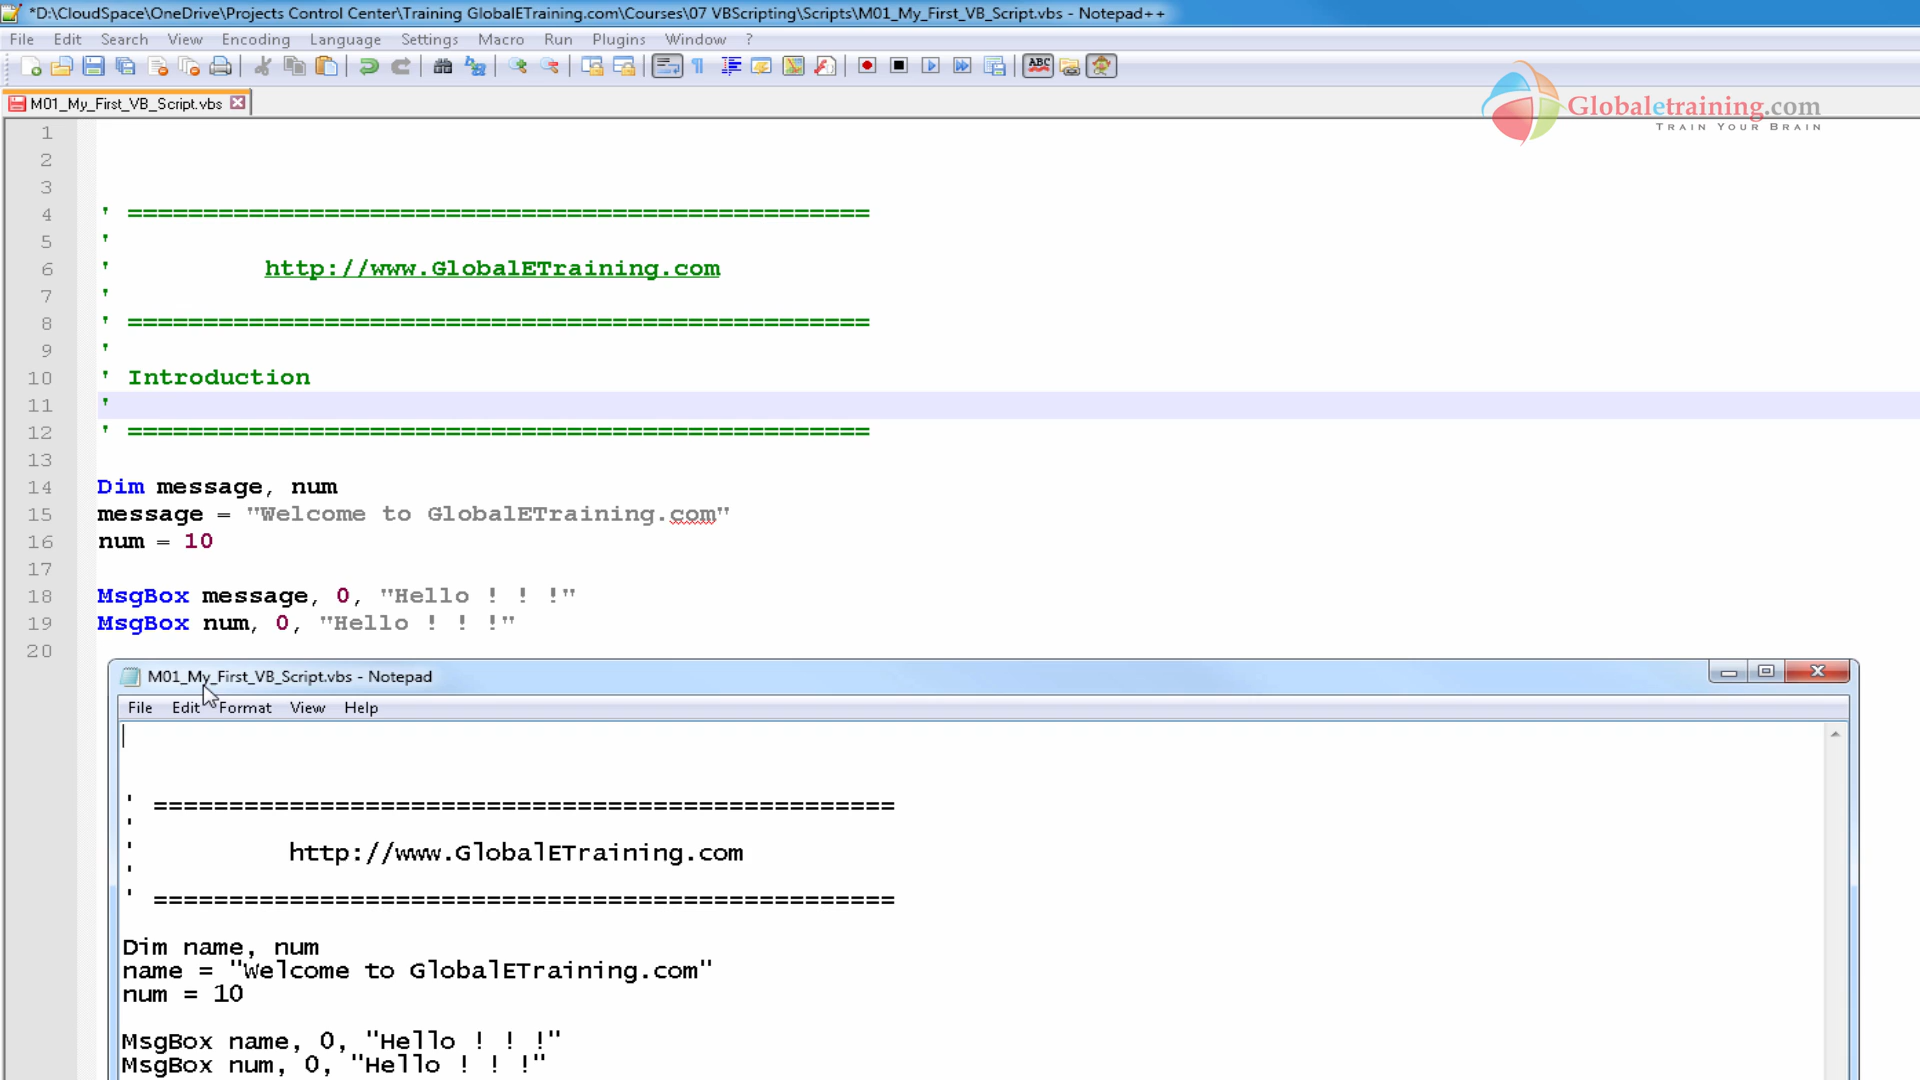 *D:\CloudSpace\OneDrive\Projects Control Center\Training GlobalETraining.com\Courses\07 VBScripting\Scripts\M01_My_First_VB_Script.vbs - Notepad++
File Edit Search View Encoding Language Settings Macro Run Plugins Window ?
ABC
M01_My_First_VB_Script.vbs
Globaletraining.com
TRAIN YOUR BRAIN
1
2
3
4 ' =================================================
5 '
6 ' http://www.GlobalETraining.com
7 '
8 ' =================================================
9 '
10 ' Introduction
11 '
12 ' =================================================
13
14 Dim message, num
15 message = "Welcome to GlobalETraining.com"
16 num = 10
17
18 MsgBox message, 0, "Hello ! ! !"
19 MsgBox num, 0, "Hello ! ! !"
20
M01_My_First_VB_Script.vbs - Notepad
File Edit Format View Help
' =================================================
'
' http://www.GlobalETraining.com
'
' =================================================
Dim name, num
name = "Welcome to GlobalETraining.com"
num = 10
MsgBox name, 0, "Hello ! ! !"
MsgBox num, 0, "Hello ! ! !"